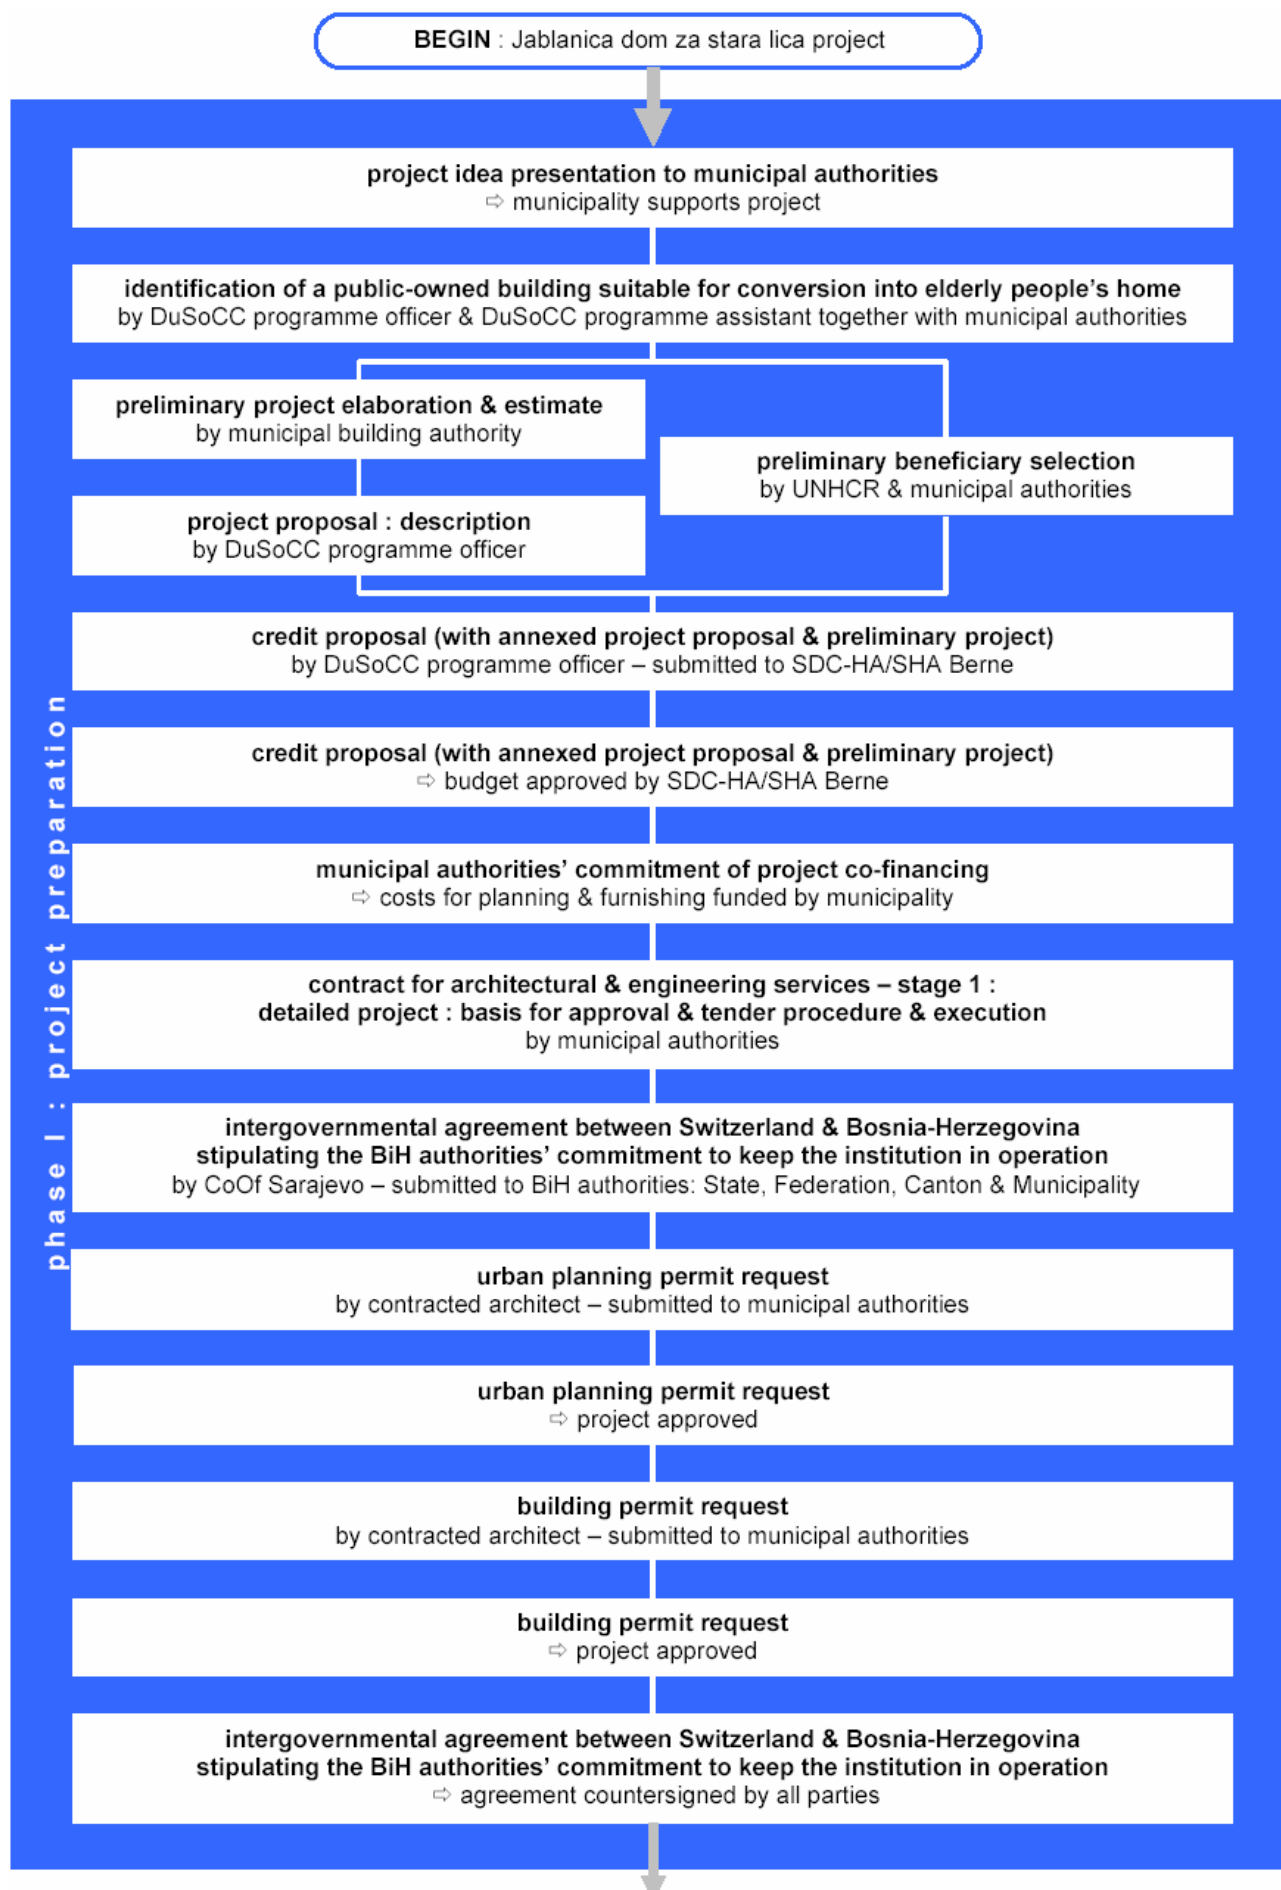 BEGIN : Jablanica dom za stara lica project
project idea presentation to municipal authorities
⇨ municipality supports project
identification of a public-owned building suitable for conversion into elderly people’s home
by DuSoCC programme officer & DuSoCC programme assistant together with municipal authorities
preliminary project elaboration & estimate
by municipal building authority
preliminary beneficiary selection
by UNHCR & municipal authorities
project proposal : description
by DuSoCC programme officer
credit proposal (with annexed project proposal & preliminary project)
by DuSoCC programme officer – submitted to SDC-HA/SHA Berne
credit proposal (with annexed project proposal & preliminary project)
⇨ budget approved by SDC-HA/SHA Berne
municipal authorities’ commitment of project co-financing
⇨ costs for planning & furnishing funded by municipality
contract for architectural & engineering services – stage 1 :
detailed project : basis for approval & tender procedure & execution
by municipal authorities
intergovernmental agreement between Switzerland & Bosnia-Herzegovina
stipulating the BiH authorities’ commitment to keep the institution in operation
by CoOf Sarajevo – submitted to BiH authorities: State, Federation, Canton & Municipality
urban planning permit request
by contracted architect – submitted to municipal authorities
urban planning permit request
⇨ project approved
building permit request
by contracted architect – submitted to municipal authorities
building permit request
⇨ project approved
intergovernmental agreement between Switzerland & Bosnia-Herzegovina
stipulating the BiH authorities’ commitment to keep the institution in operation
⇨ agreement countersigned by all parties
phase I : project preparation